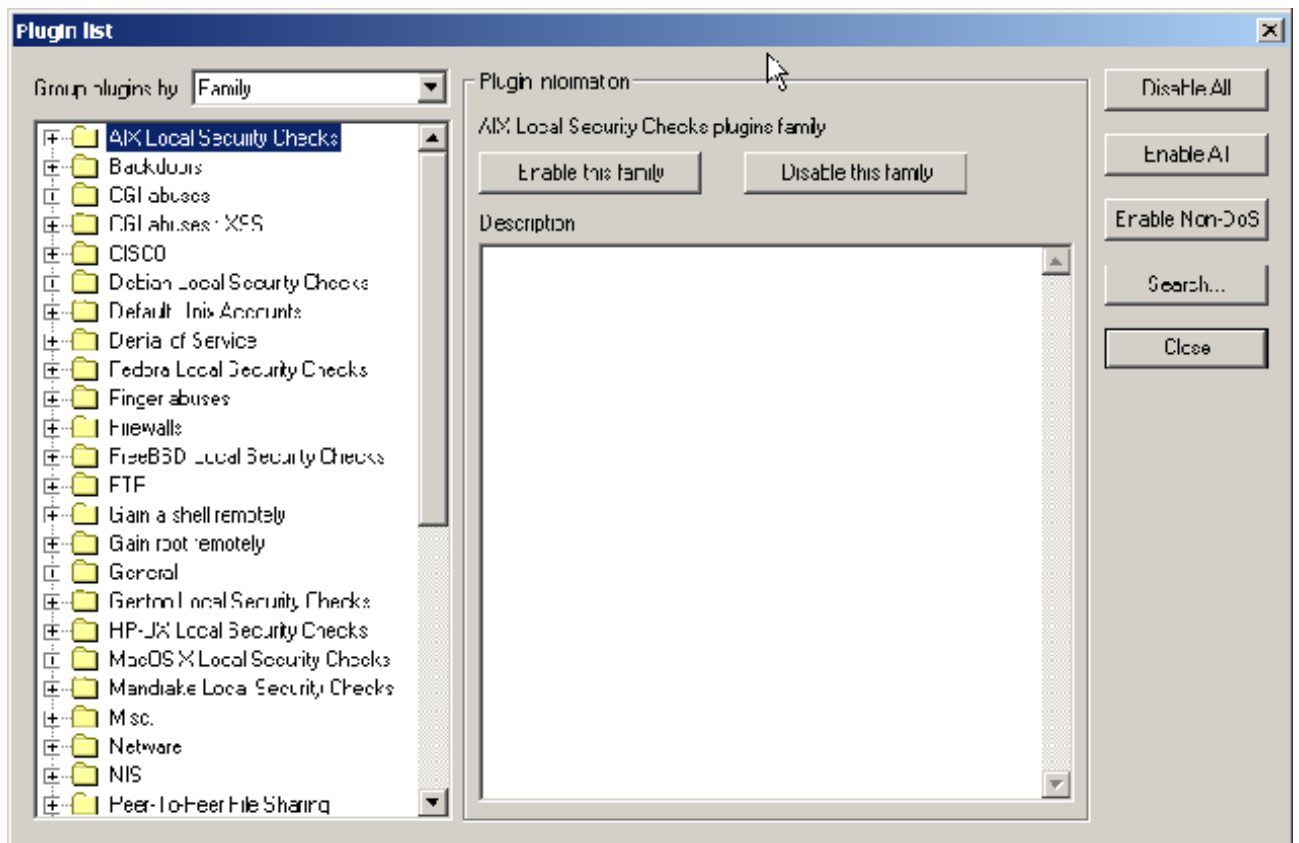 Plugin list
Group plugins by Family
AIX Local Security Checks
Backdoors
CGI abuses
CGI abuses : XSS
CISCO
Debian Local Security Checks
Default Unix Accounts
Denial of Service
Fedora Local Security Checks
Finger abuses
Firewalls
FreeBSD Local Security Checks
FTP
Gain a shell remotely
Gain root remotely
General
Gentoo Local Security Checks
HP-UX Local Security Checks
MacOS X Local Security Checks
Mandrake Local Security Checks
Misc.
Netware
NIS
Peer-To-Peer File Sharing
Plugin information
AIX Local Security Checks plugins family
Enable this family
Disable this family
Description
Disable All
Enable All
Enable Non-DoS
Search...
Close